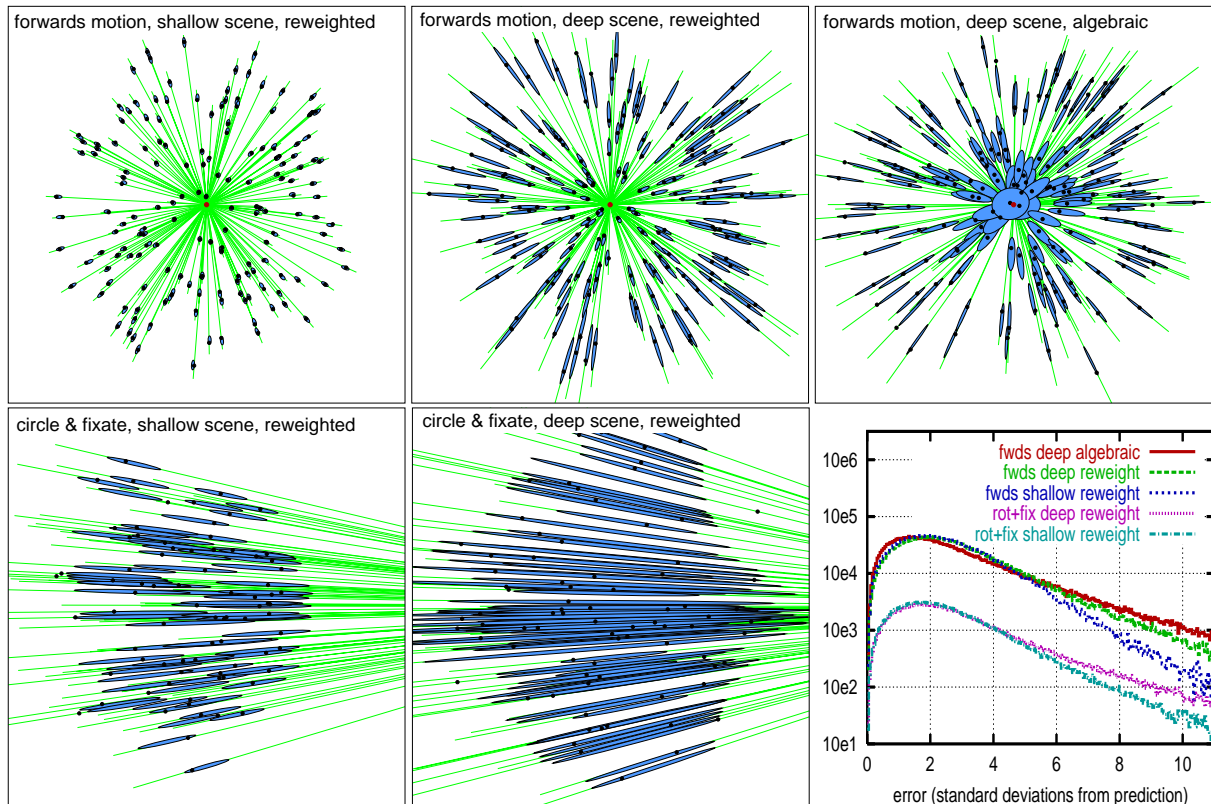 forwards motion, shallow scene, reweighted
forwards motion, deep scene, reweighted
forwards motion, deep scene, algebraic
circle & fixate, shallow scene, reweighted
circle & fixate, deep scene, reweighted
fwds deep algebraic
fwds deep reweight
fwds shallow reweight
rot+fix deep reweight
rot+fix shallow reweight
10e6
10e5
10e4
10e3
10e2
10e1
0 2 4 6 8 10
error (standard deviations from prediction)